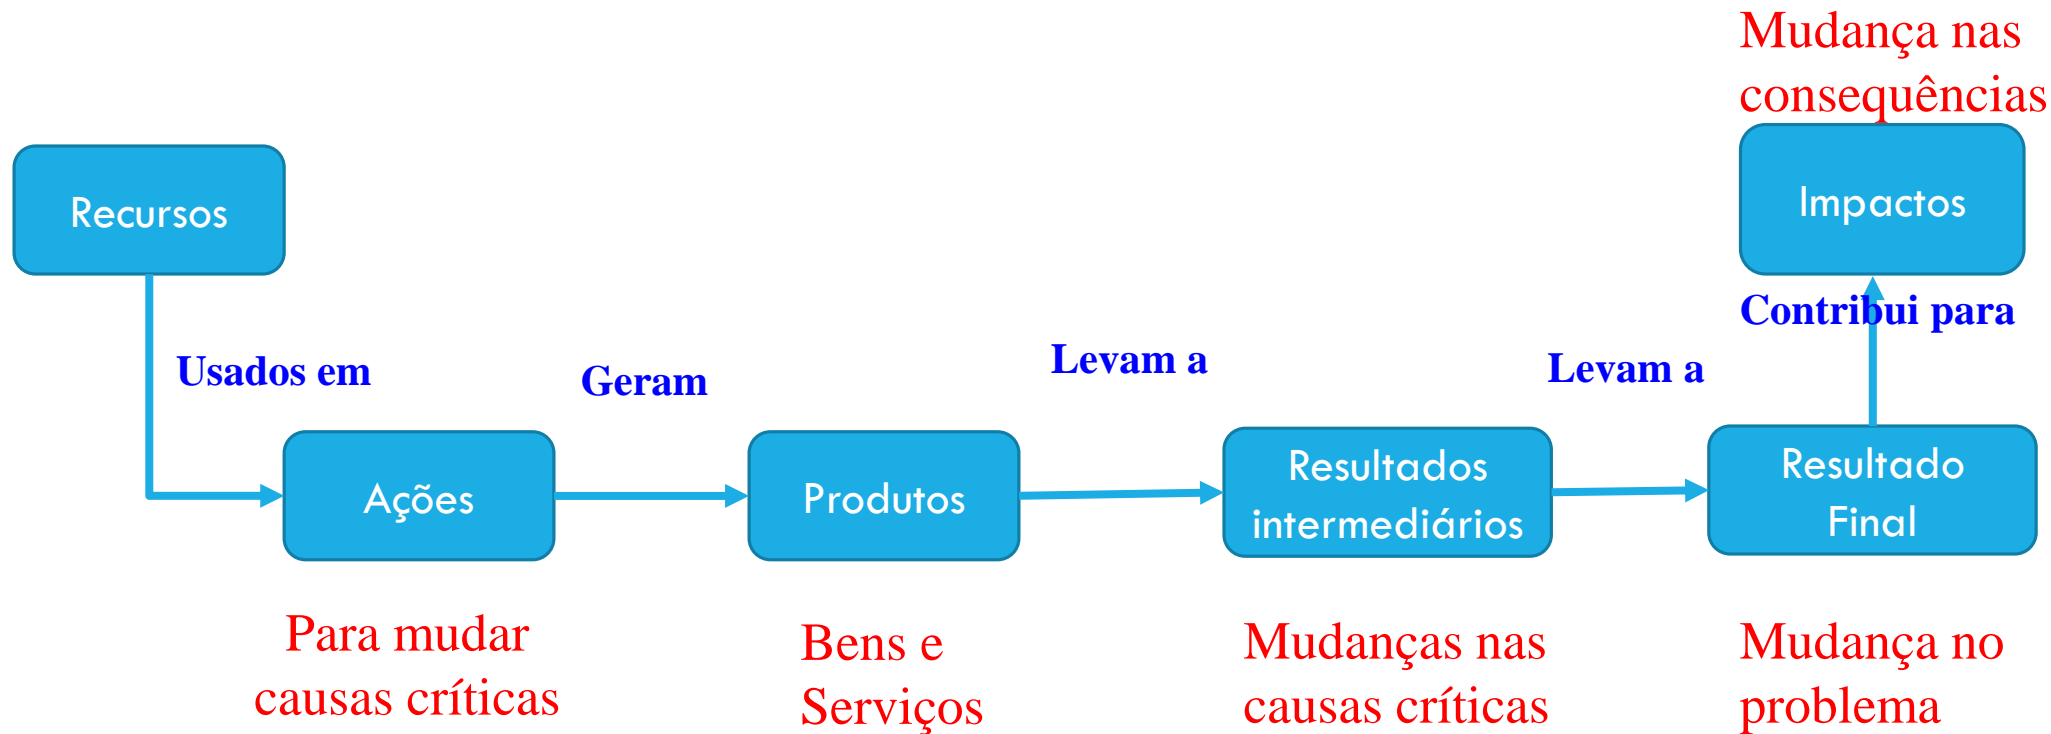 Mudança nas
consequências
Recursos
Impactos
Contribui para
Usados em
Geram
Levam a
Levam a
Ações
Produtos
Resultados
intermediários
Resultado
Final
Para mudar
causas críticas
Bens e
Serviços
Mudanças nas
causas críticas
Mudança no
problema